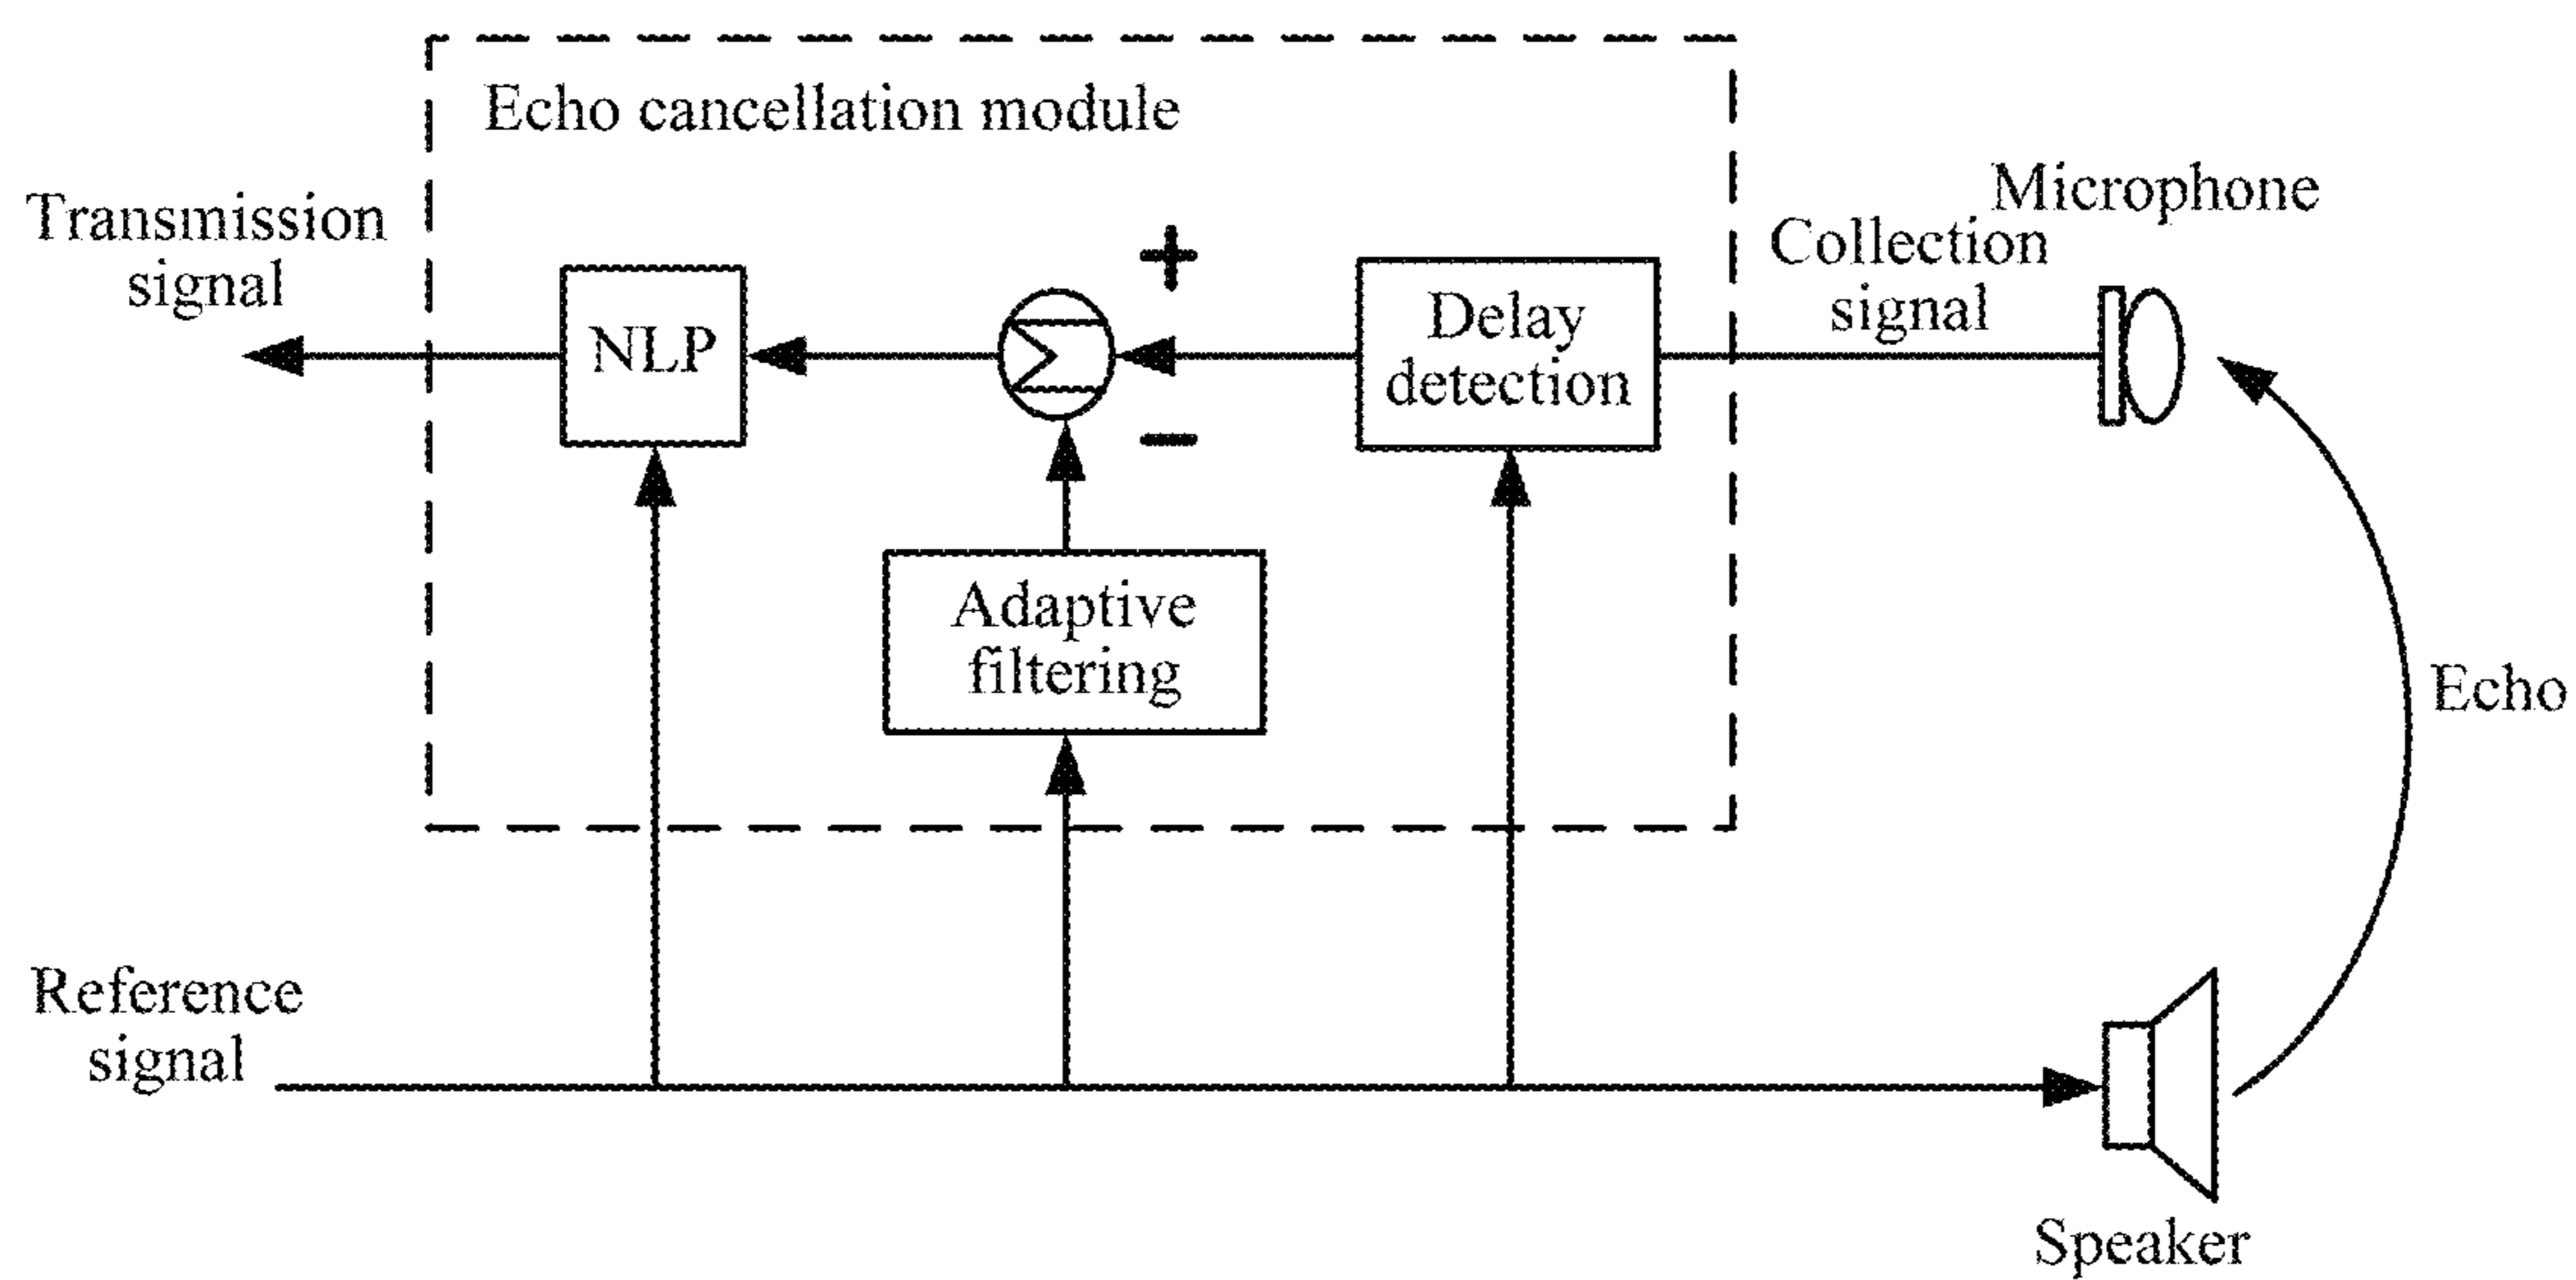 Echo cancellation module
Transmission
signal
NLP
+
−
Delay
detection
Collection
signal
Microphone
Adaptive
filtering
Echo
Reference
signal
Speaker